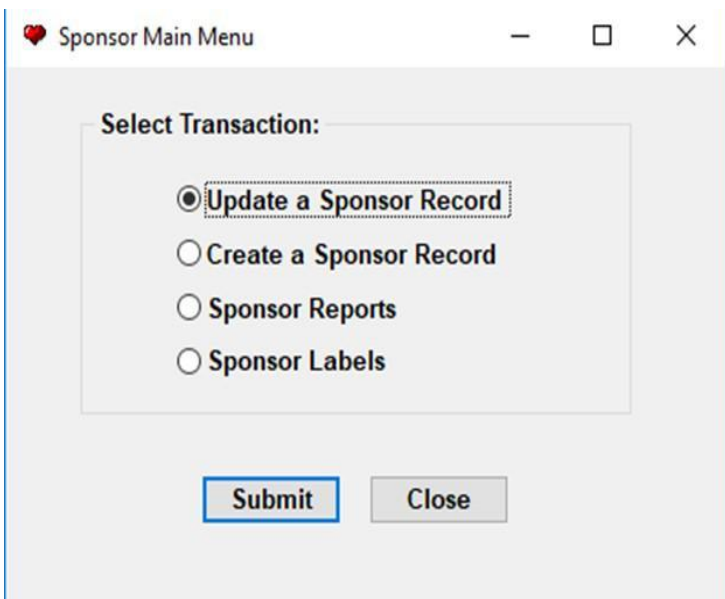 Sponsor Main Menu
Select Transaction:
Update a Sponsor Record
Create a Sponsor Record
Sponsor Reports
Sponsor Labels
Submit Close